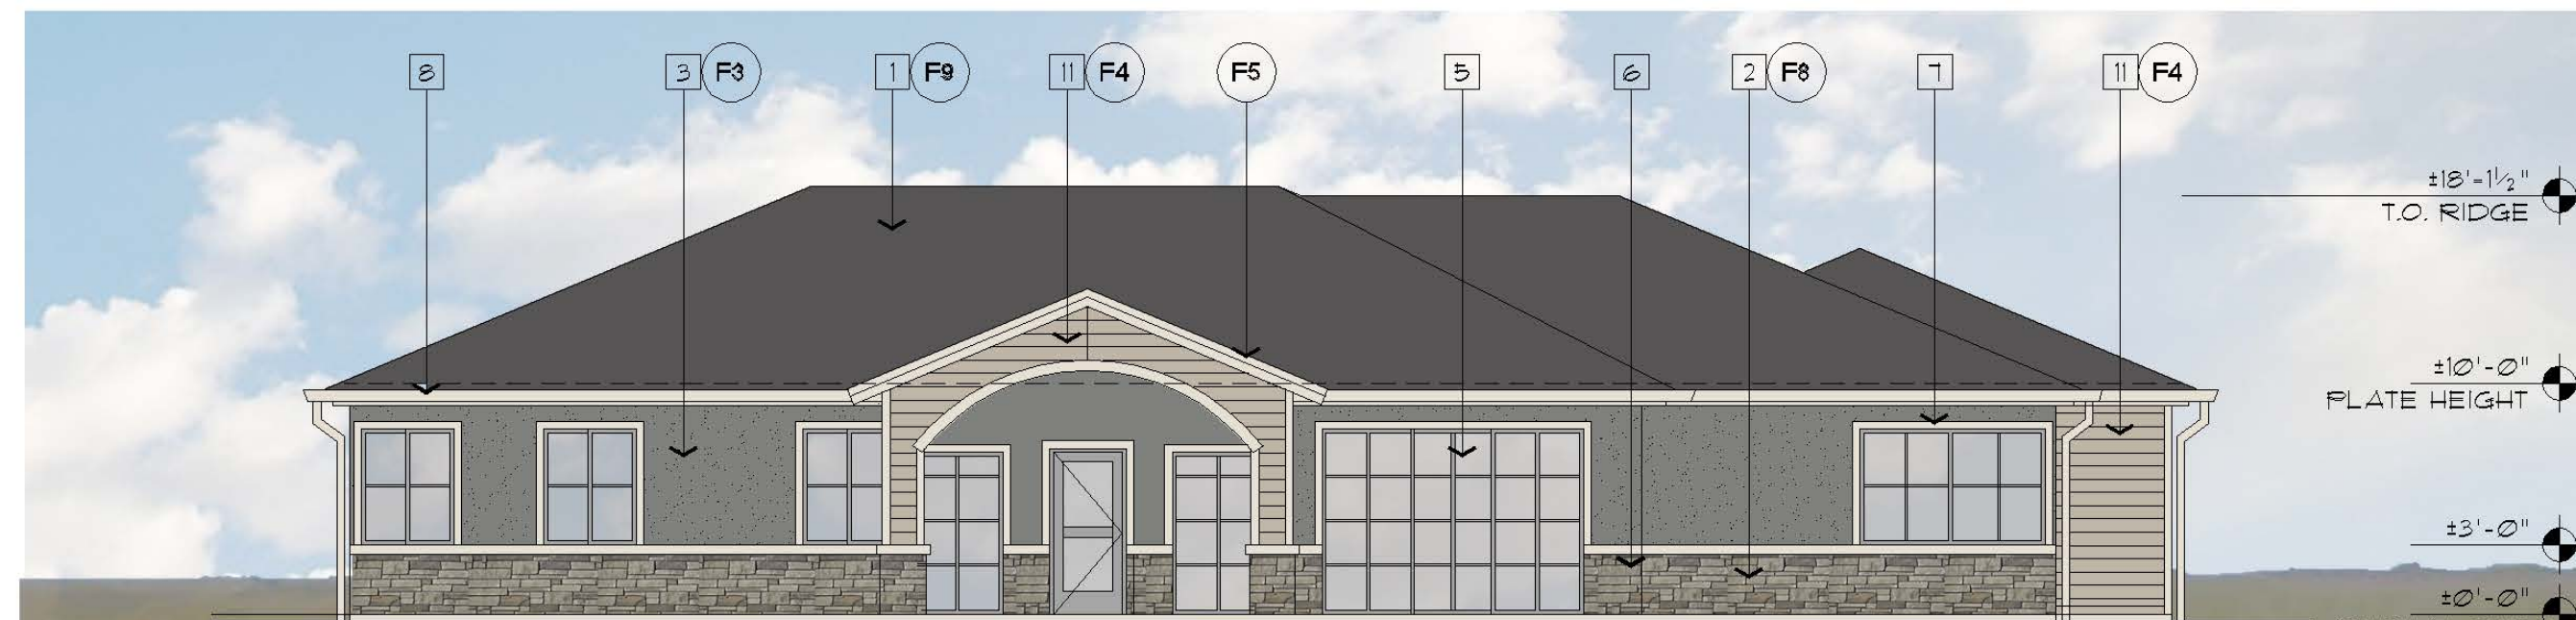 8
3 F3
1 F9
11 F4
F5
5
6
2 F8
7
11 F4
±18'-1½"
T.O. RIDGE
±10'-0"
PLATE HEIGHT
±3'-0"
±0'-0"